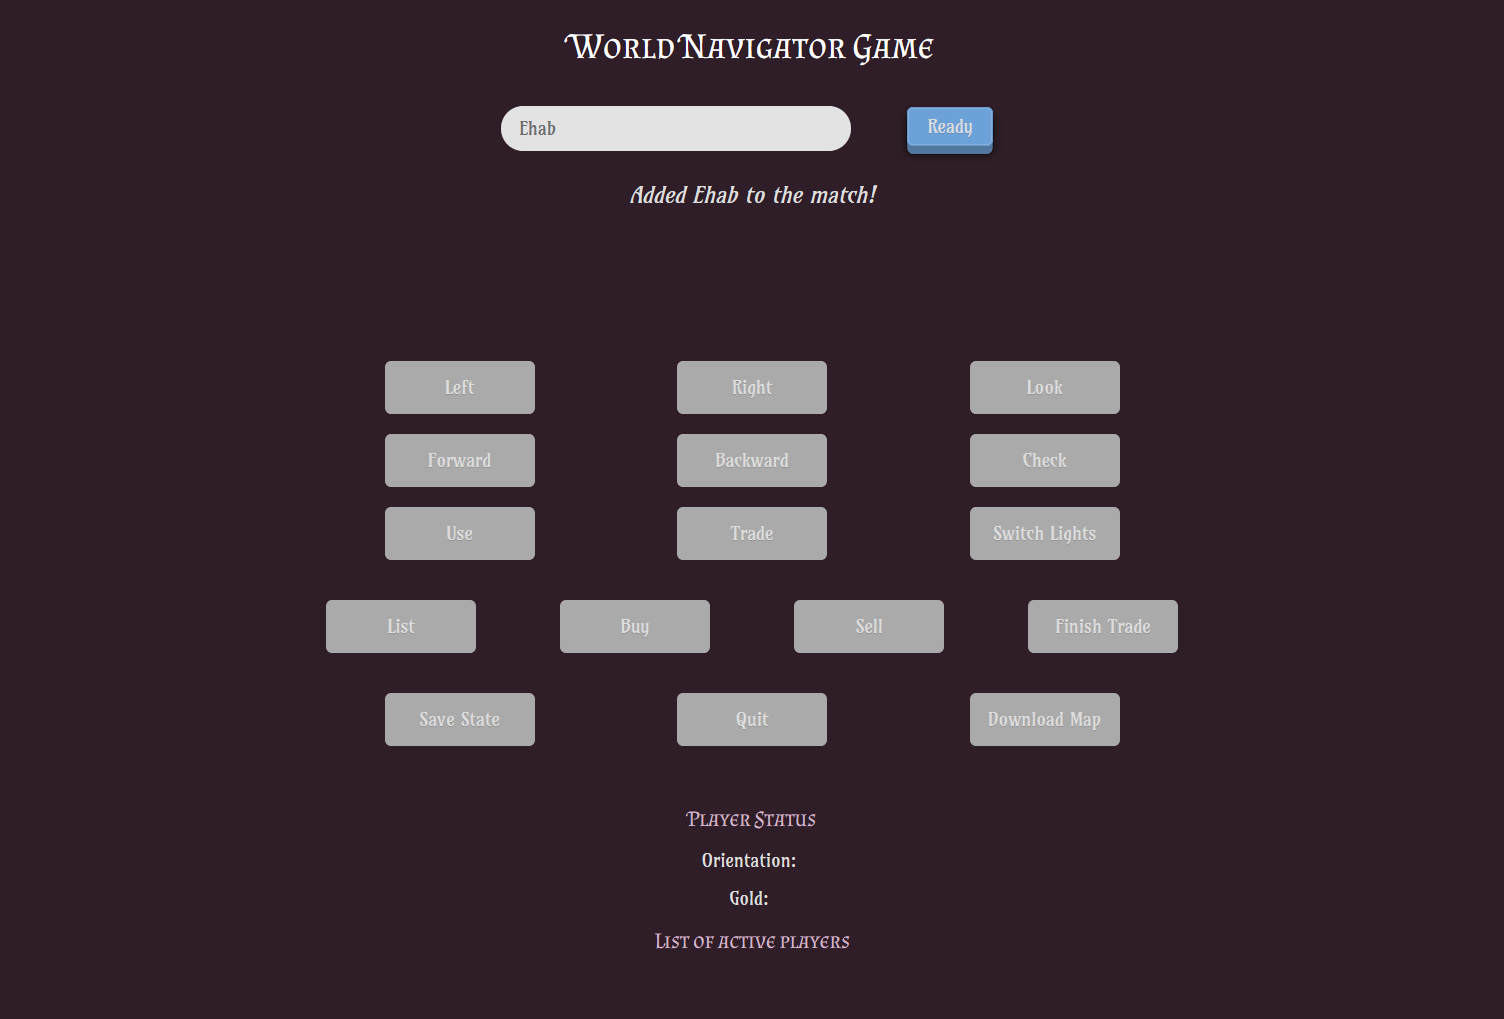 World Navigator Game
Ehab
Ready
Added Ehab to the match!
Left
Right
Look
Forward
Backward
Check
Use
Trade
Switch Lights
List
Buy
Sell
Finish Trade
Save State
Quit
Download Map
Player Status
Orientation:
Gold:
List of active players